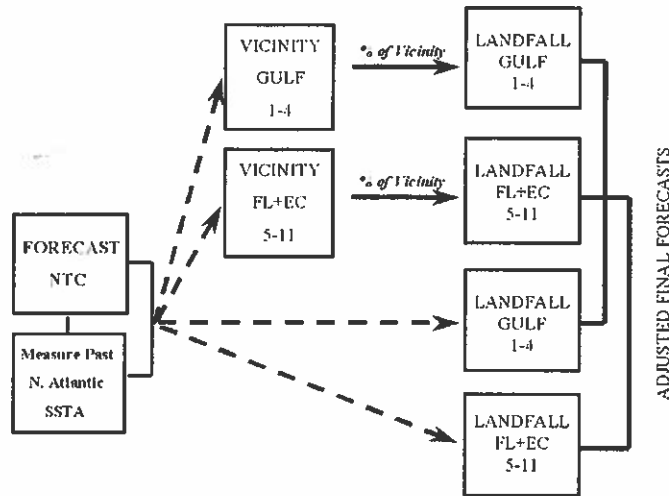 VICINITY
GULF
1-4
% of Vicinity
LANDFALL
GULF
1-4
VICINITY
FL+EC
5-11
% of Vicinity
LANDFALL
FL+EC
5-11
FORECAST
NTC
Measure Past
N. Atlantic
SSTA
LANDFALL
GULF
1-4
LANDFALL
FL+EC
5-11
ADJUSTED FINAL FORECASTS